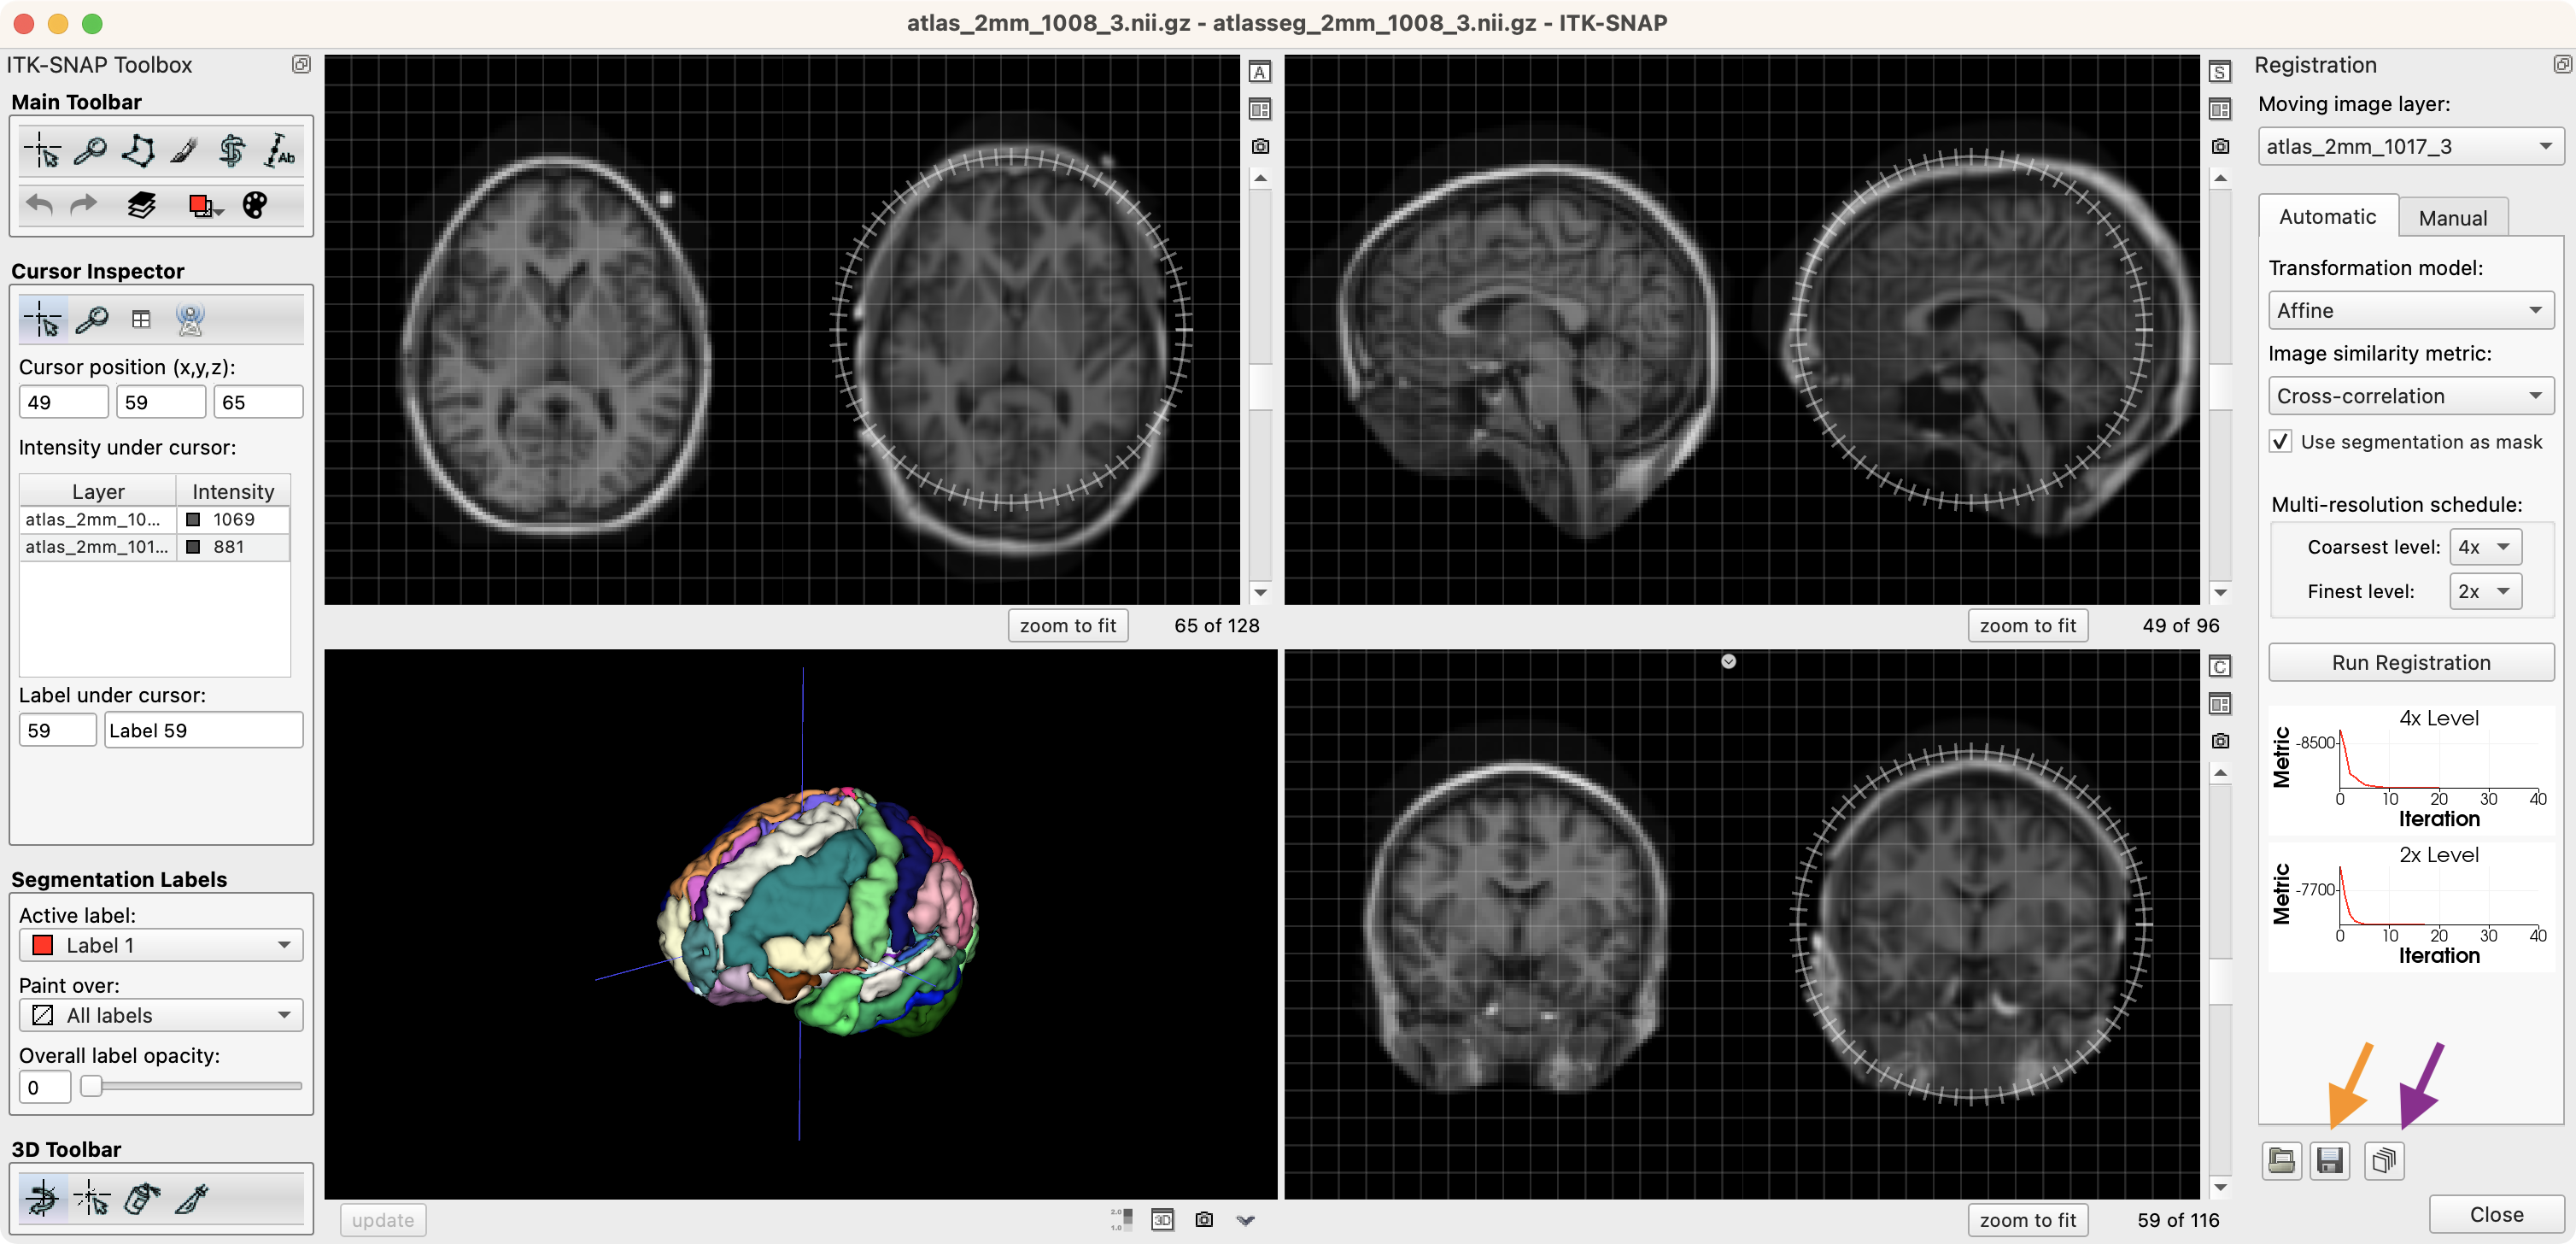 atlas_2mm_1008_3.nii.gz - atlasseg_2mm_1008_3.nii.gz - ITK-SNAP
ITK-SNAP Toolbox
Main Toolbar
Ab
Cursor Inspector
Cursor position (x,y,z):
49 59 65
Intensity under cursor:
Layer Intensity
atlas_2mm_10... 1069
atlas_2mm_101... 881
Label under cursor:
59 Label 59
Segmentation Labels
Active label:
Label 1
Paint over:
All labels
Overall label opacity:
0
3D Toolbar
A
zoom to fit 65 of 128
S
zoom to fit 49 of 96
update
2.0
1.0
3D
C
zoom to fit 59 of 116
Registration
Moving image layer:
atlas_2mm_1017_3
Automatic Manual
Transformation model:
Affine
Image similarity metric:
Cross-correlation
Use segmentation as mask
Multi-resolution schedule:
Coarsest level: 4x
Finest level: 2x
Run Registration
4x Level
Metric
-8500
0 10 20 30 40
Iteration
2x Level
Metric
-7700
0 10 20 30 40
Iteration
Close